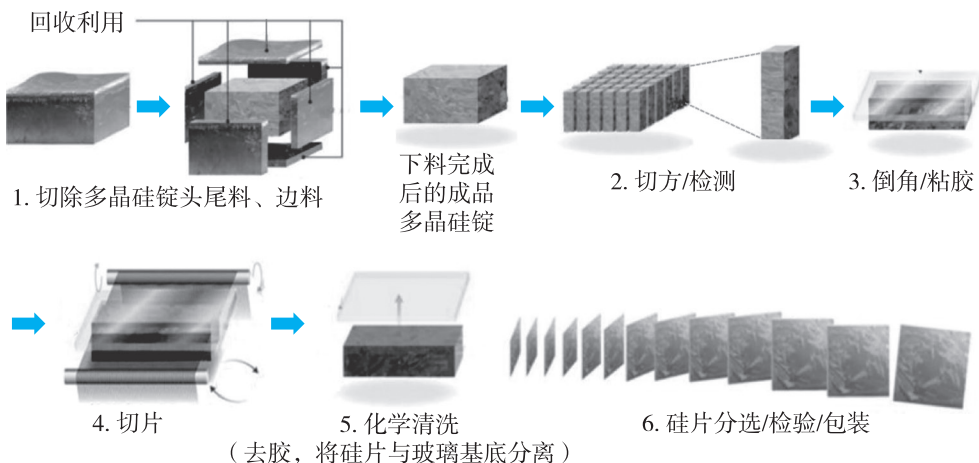 回收利用
1. 切除多晶硅锭头尾料、边料
下料完成
后的成品
多晶硅锭
2. 切方/检测
3. 倒角/粘胶
4. 切片
5. 化学清洗
（去胶，将硅片与玻璃基底分离）
6. 硅片分选/检验/包装